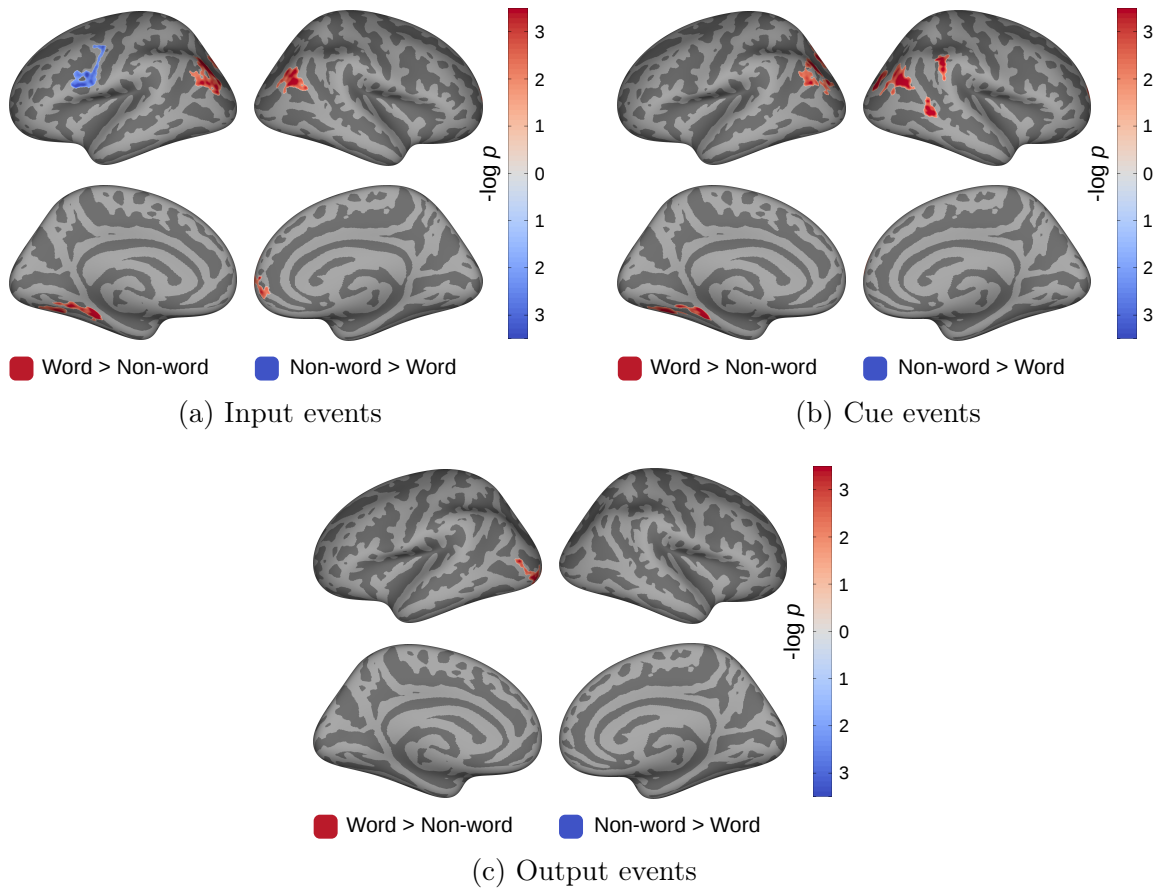 3
2
1
0
1
2
3
-log p
Word > Non-word
Non-word > Word
(a) Input events
3
2
1
0
1
2
3
-log p
Word > Non-word
Non-word > Word
(b) Cue events
3
2
1
0
1
2
3
-log p
Word > Non-word
Non-word > Word
(c) Output events